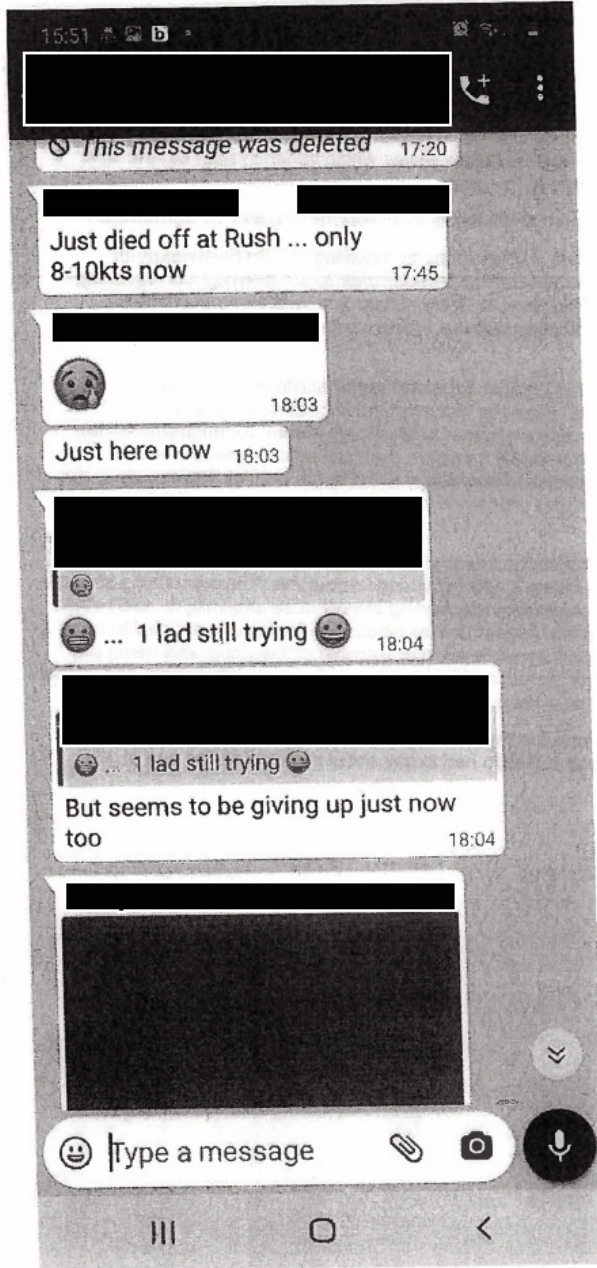 15:51
This message was deleted 17:20
Just died off at Rush ... only
8-10kts now 17:45
😢
18:03
Just here now 18:03
😢
😬 ... 1 lad still trying 😀 18:04
😬 ... 1 lad still trying 😀
But seems to be giving up just now
too 18:04
Type a message